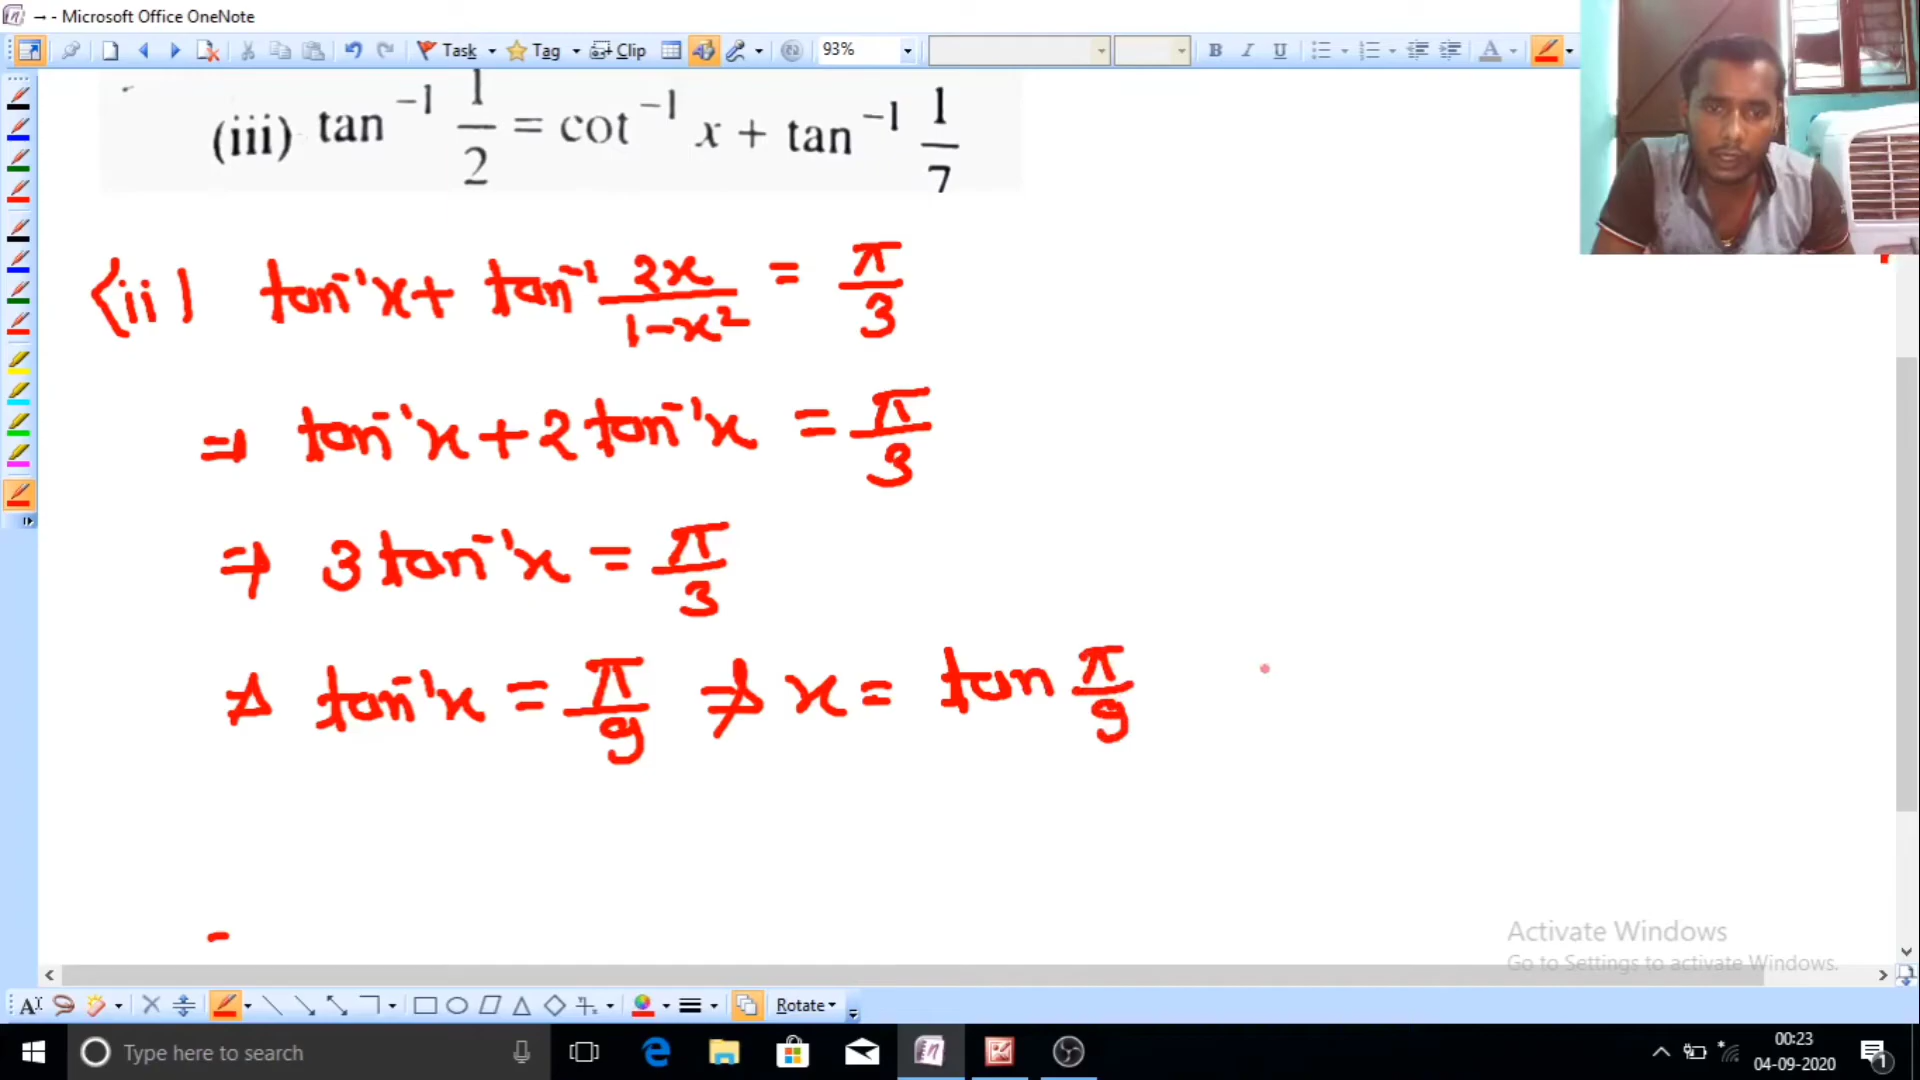 → - Microsoft Office OneNote
Task Tag Clip 93% B I U A
(iii) tan⁻¹ 1/2 = cot⁻¹ x + tan⁻¹ 1/7
(ii) tan⁻¹x + tan⁻¹ 2x/1-x² = π/3
⇒ tan⁻¹x + 2 tan⁻¹x = π/3
⇒ 3 tan⁻¹x = π/3
⇒ tan⁻¹x = π/9 ⇒ x = tan π/9
Activate Windows
Go to Settings to activate Windows.
Rotate
Type here to search
00:23
04-09-2020
1